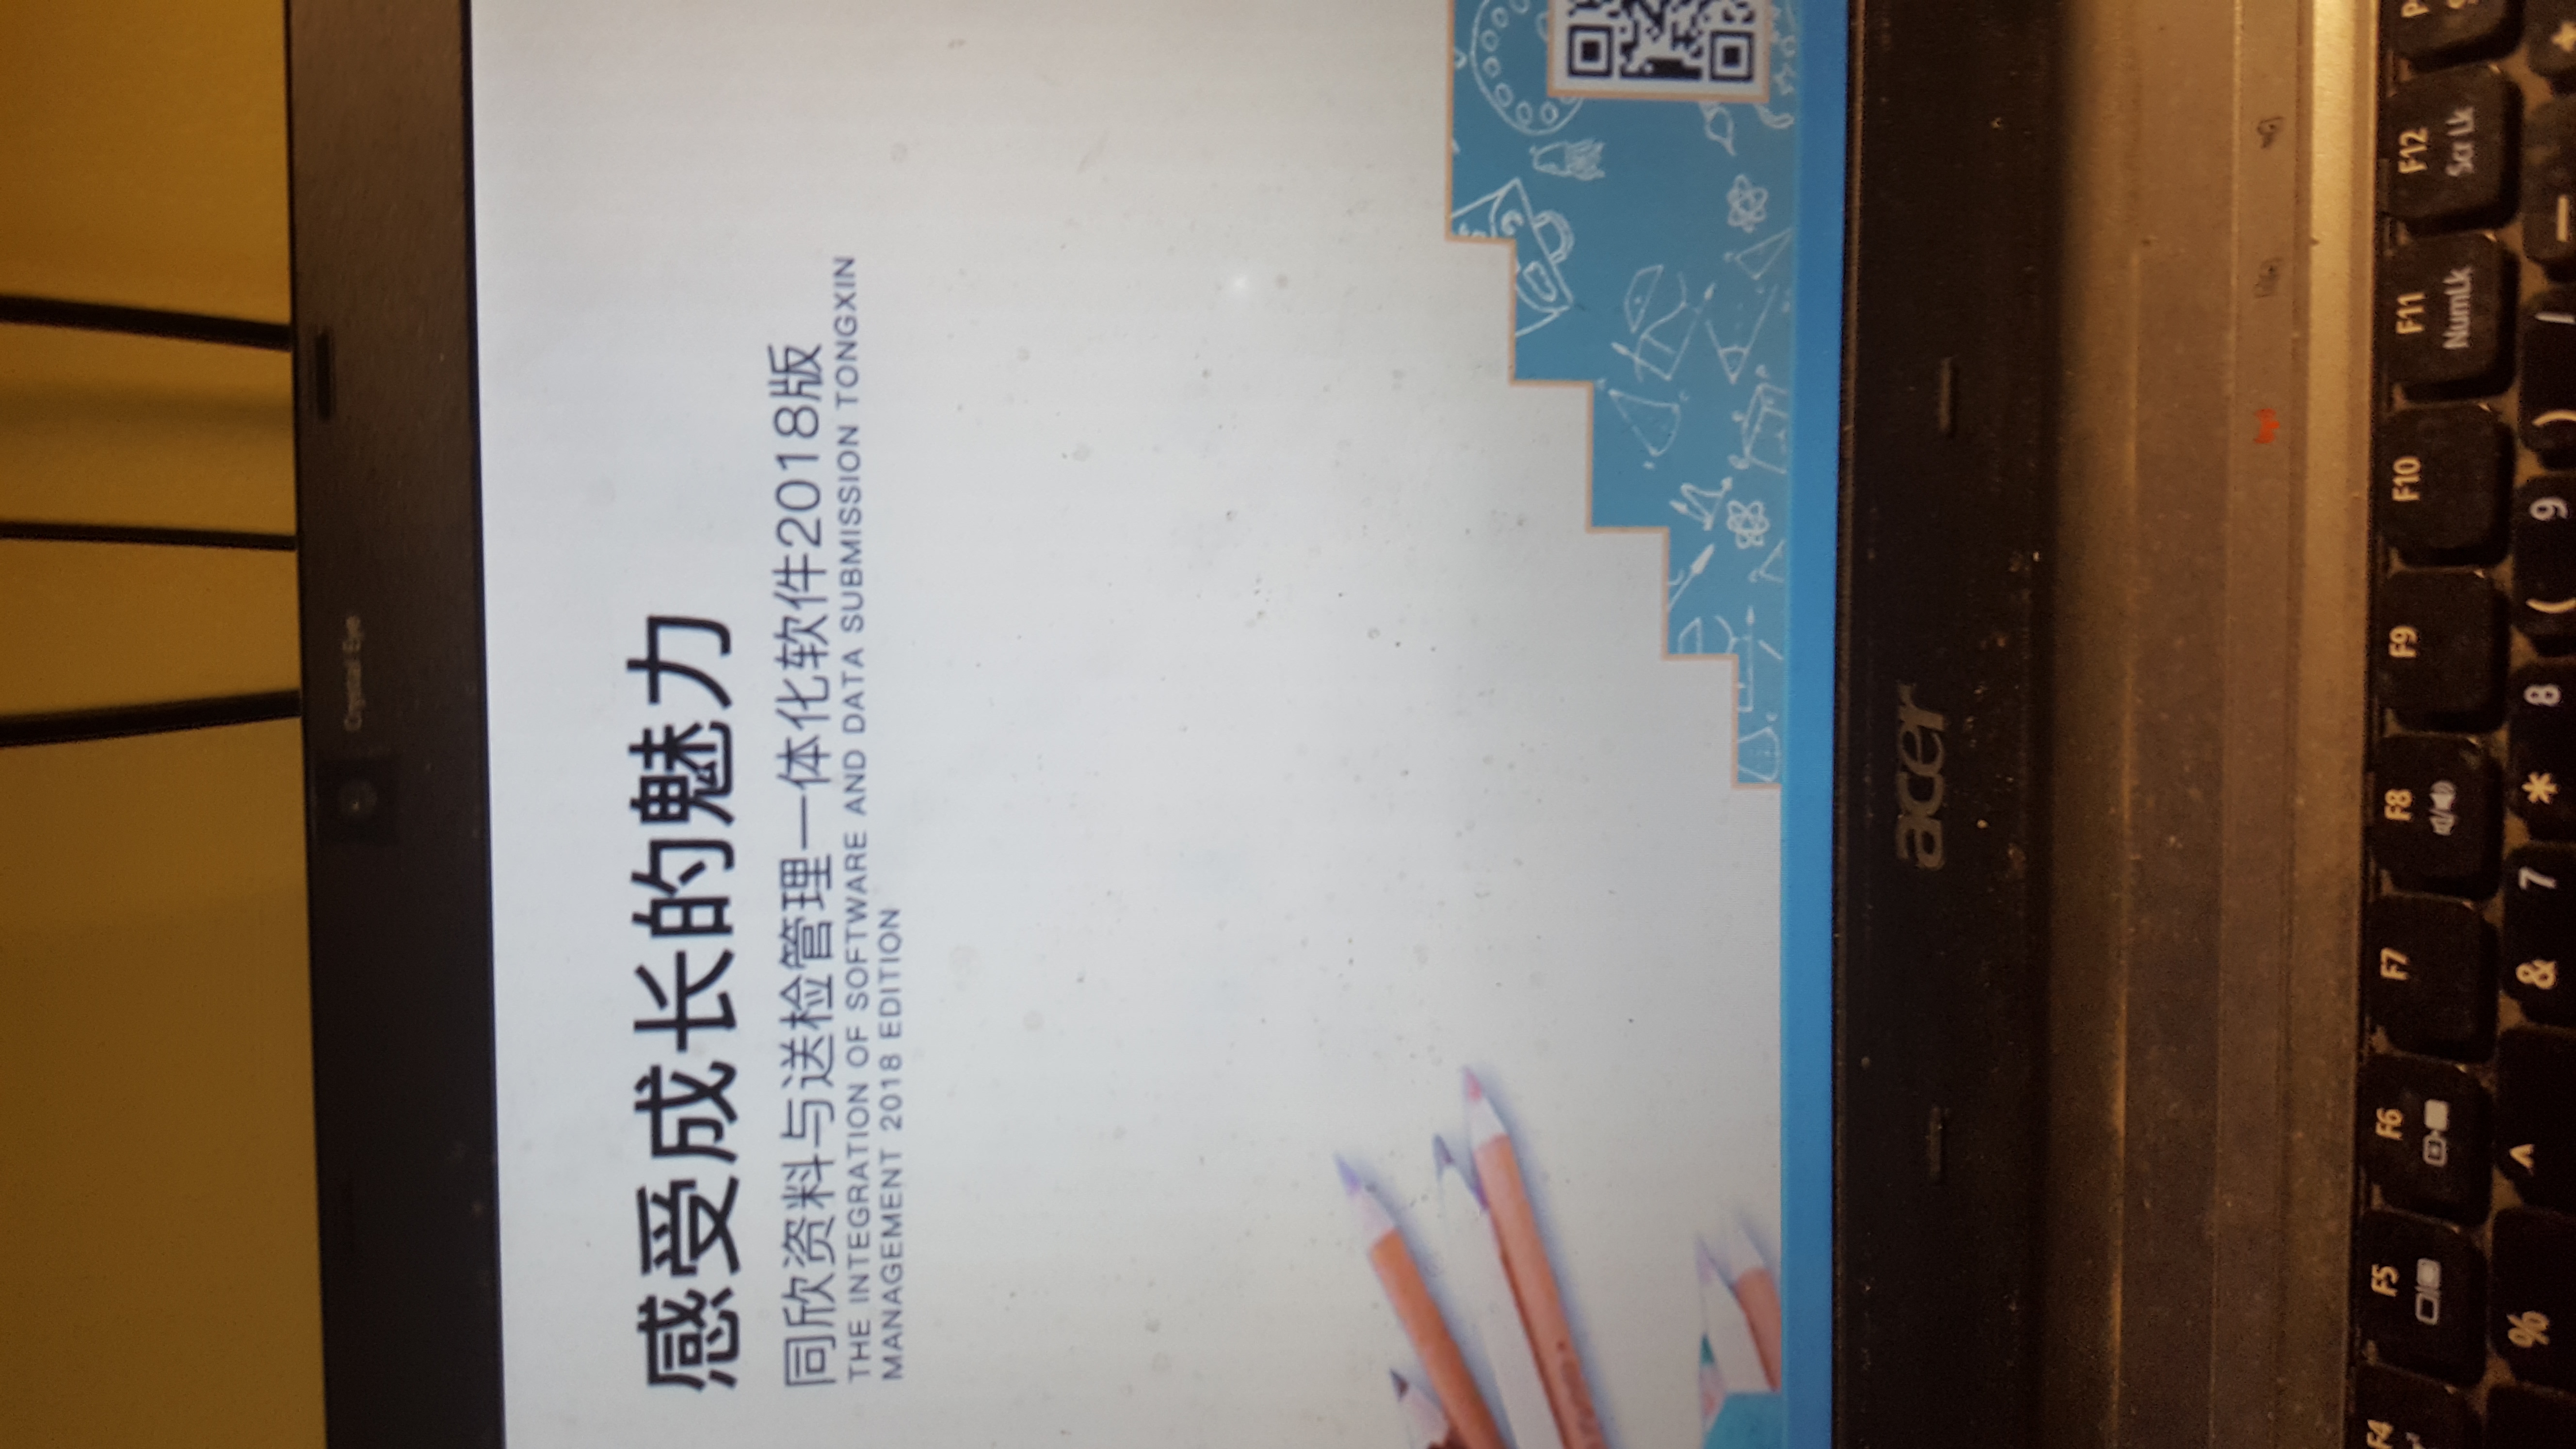 Crystal Eye
感受成长的魅力
同欣资料与送检管理一体化软件2018版
THE INTEGRATION OF SOFTWARE AND DATA SUBMISSION TONGXIN
MANAGEMENT 2018 EDITION
acer
F4 F5 F6 F7 F8 F9 F10 F11 F12
NumLk Scr Lk
% ^ & 7 * 8 ( 9 )